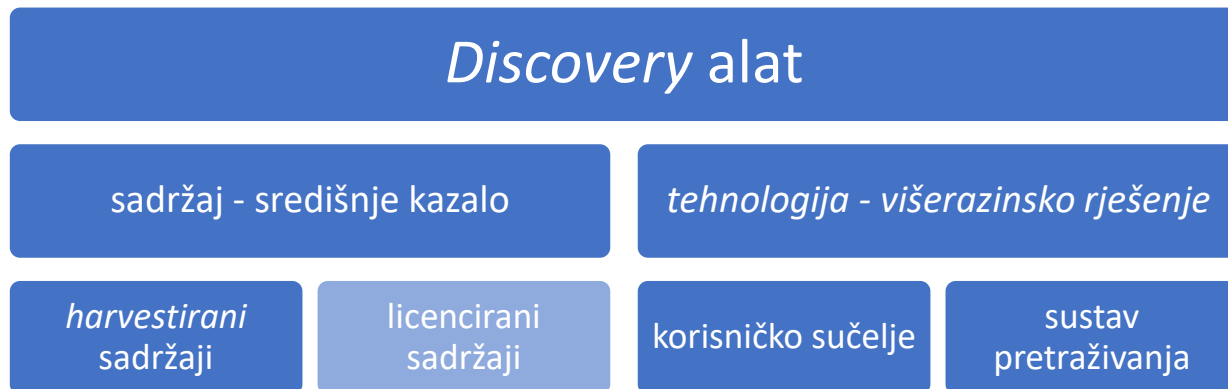 Discovery alat
sadržaj - središnje kazalo
tehnologija - višerazinsko rješenje
harvestirani
sadržaji
licencirani
sadržaji
korisničko sučelje
sustav
pretraživanja